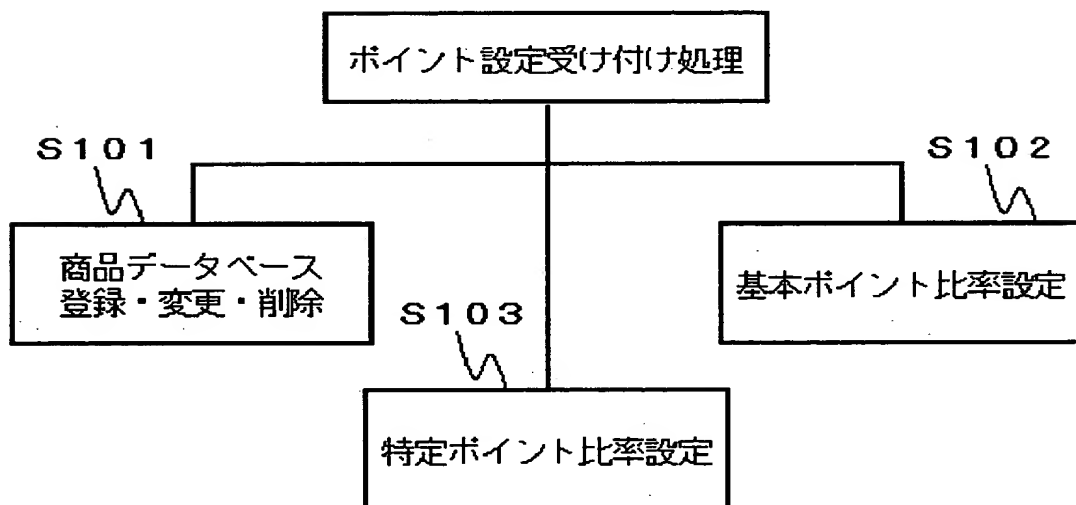 ポイント設定受け付け処理
S101
商品データベース
登録・変更・削除
S102
基本ポイント比率設定
S103
特定ポイント比率設定